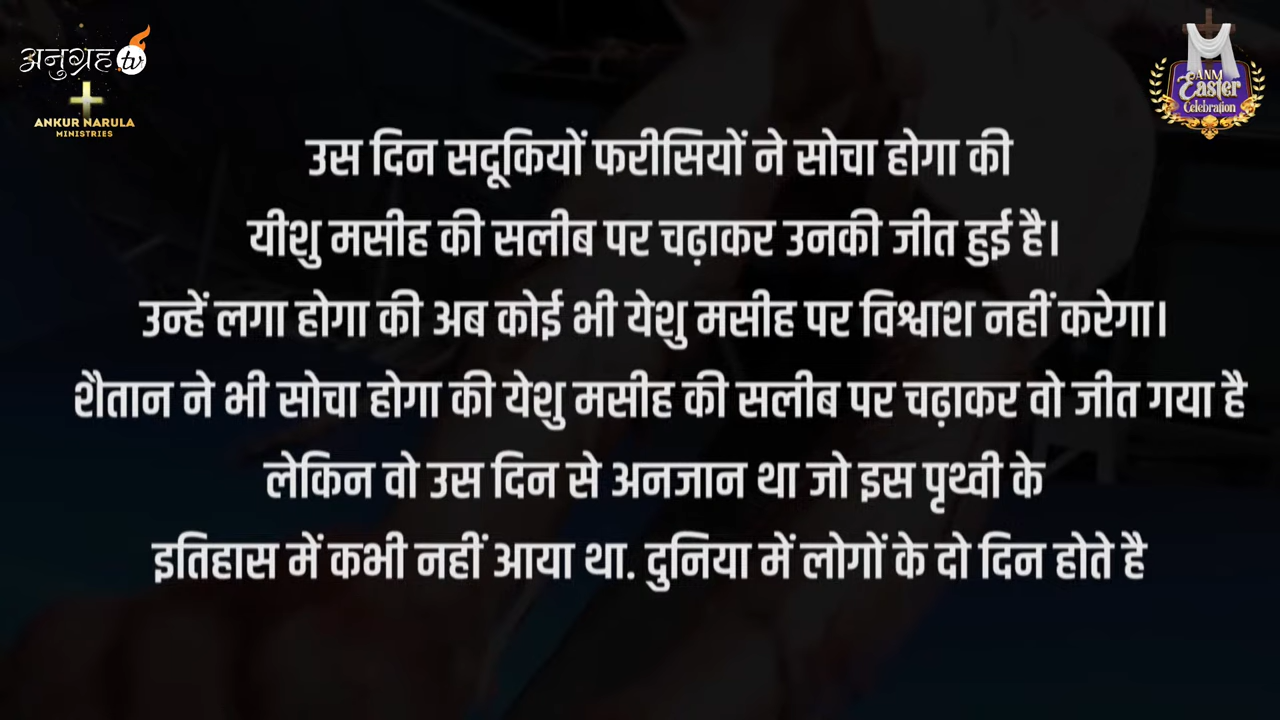 अनुग्रह tv
ANKUR NARULA
MINISTRIES
ANM
Easter
Celebration
उस दिन सदूकियों फरीसियों ने सोचा होगा की
यीशु मसीह की सलीब पर चढ़ाकर उनकी जीत हुई है।
उन्हें लगा होगा की अब कोई भी येशु मसीह पर विश्वाश नहीं करेगा।
शैतान ने भी सोचा होगा की येशु मसीह की सलीब पर चढ़ाकर वो जीत गया है
लेकिन वो उस दिन से अनजान था जो इस पृथ्वी के
इतिहास में कभी नहीं आया था. दुनिया में लोगों के दो दिन होते है